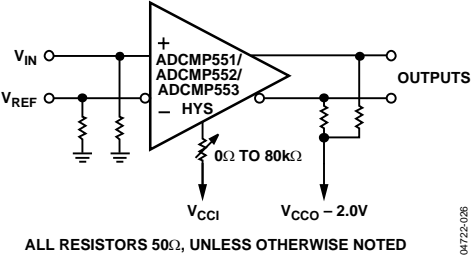 V_IN
V_REF
+
ADCMP551/
ADCMP552/
ADCMP553
HYS
−
OUTPUTS
0Ω TO 80kΩ
V_CCI
V_CCO – 2.0V
ALL RESISTORS 50Ω, UNLESS OTHERWISE NOTED
04722-026